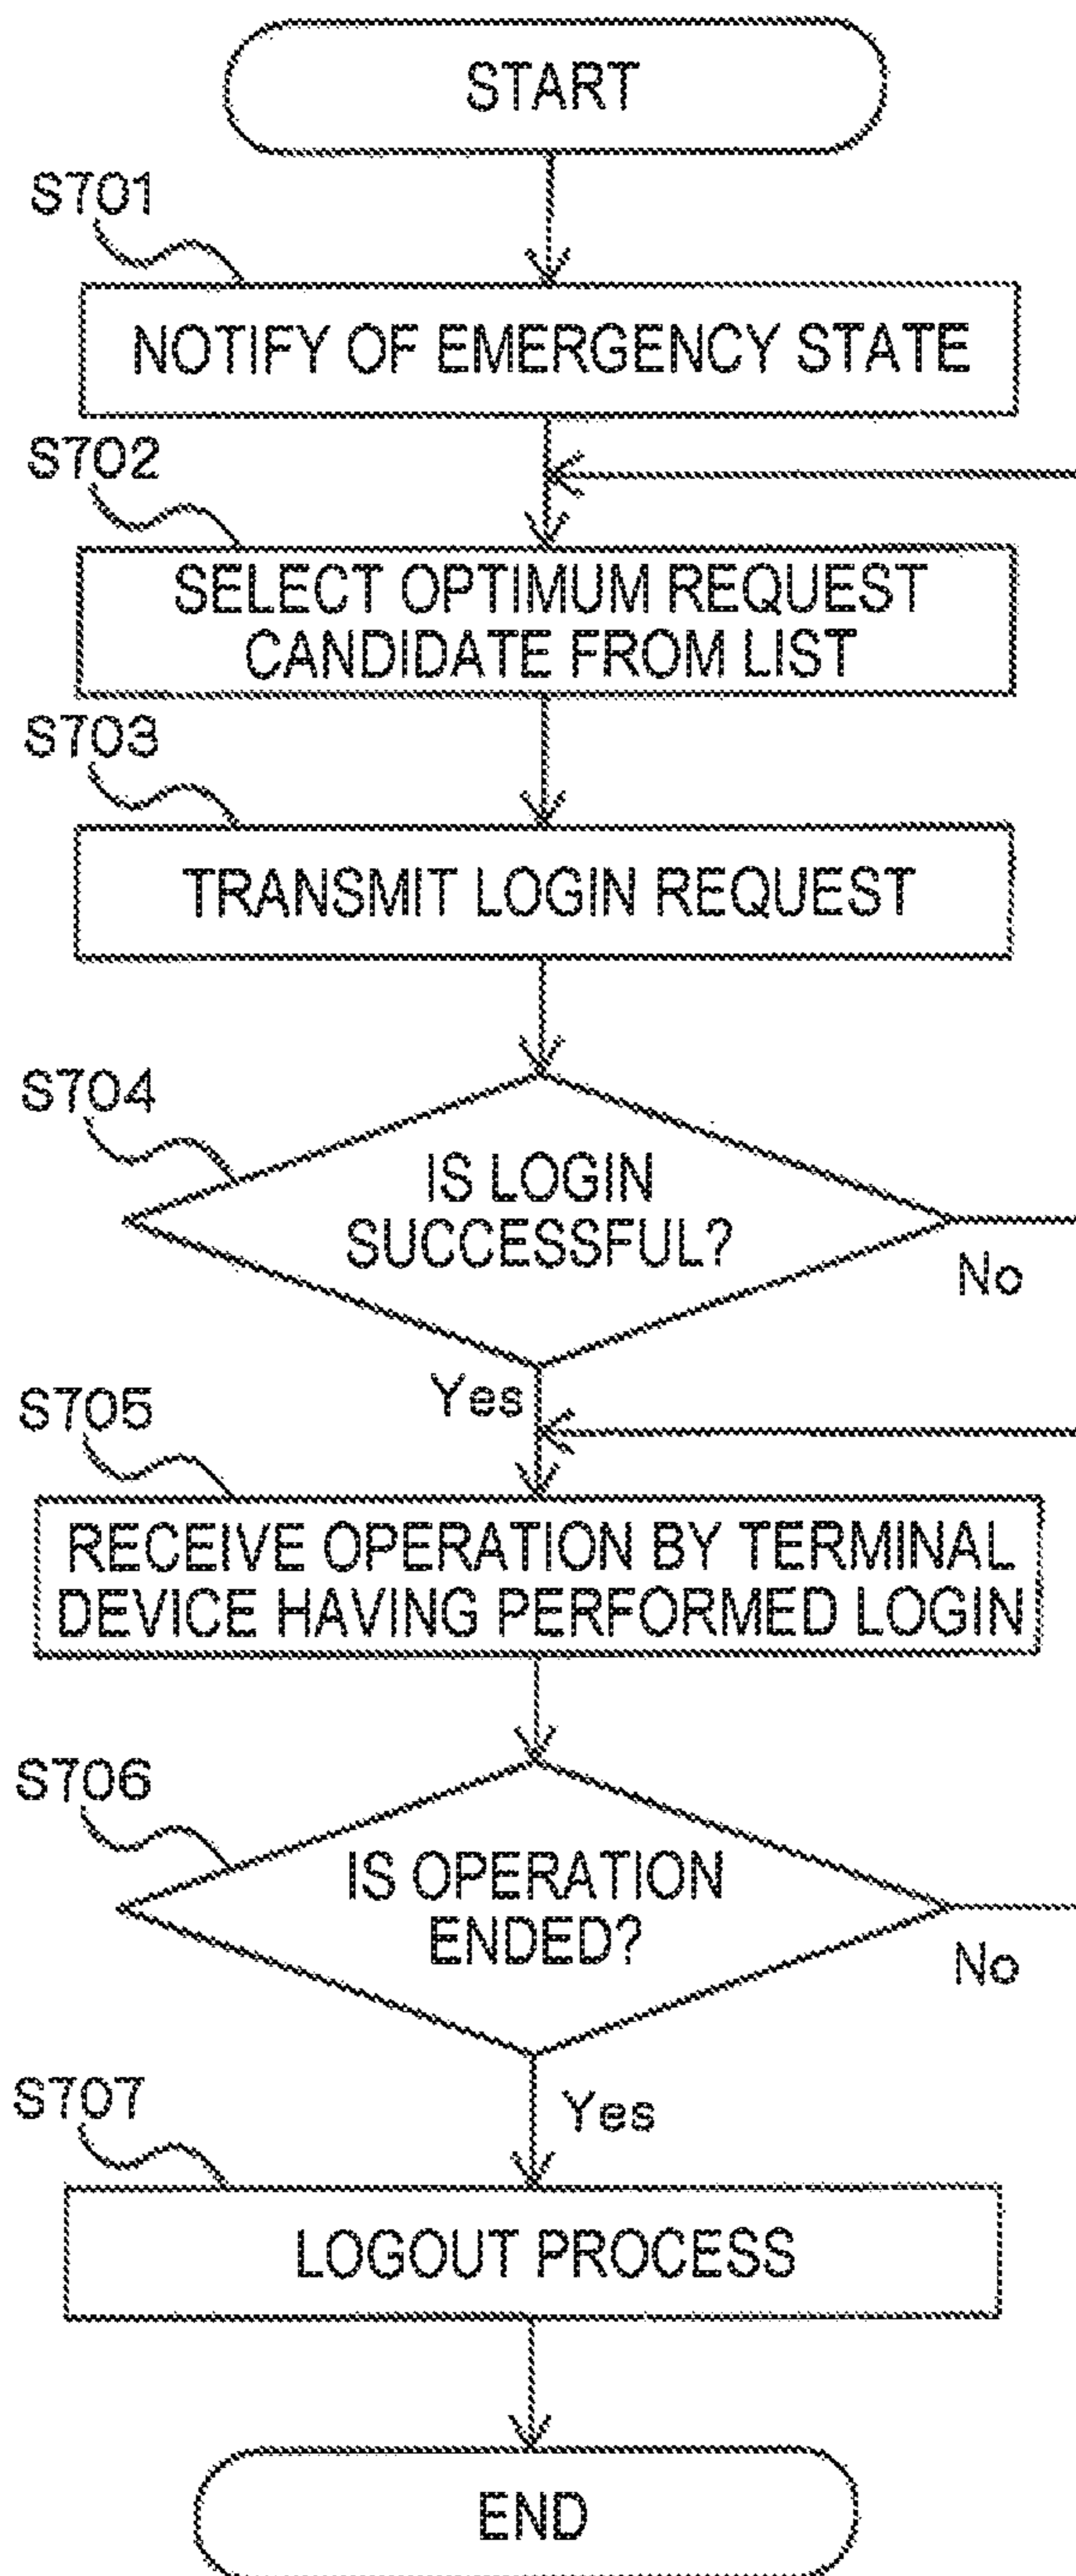 START
S701
NOTIFY OF EMERGENCY STATE
S702
SELECT OPTIMUM REQUEST
CANDIDATE FROM LIST
S703
TRANSMIT LOGIN REQUEST
S704
IS LOGIN
SUCCESSFUL?
No
Yes
S705
RECEIVE OPERATION BY TERMINAL
DEVICE HAVING PERFORMED LOGIN
S706
IS OPERATION
ENDED?
No
Yes
S707
LOGOUT PROCESS
END